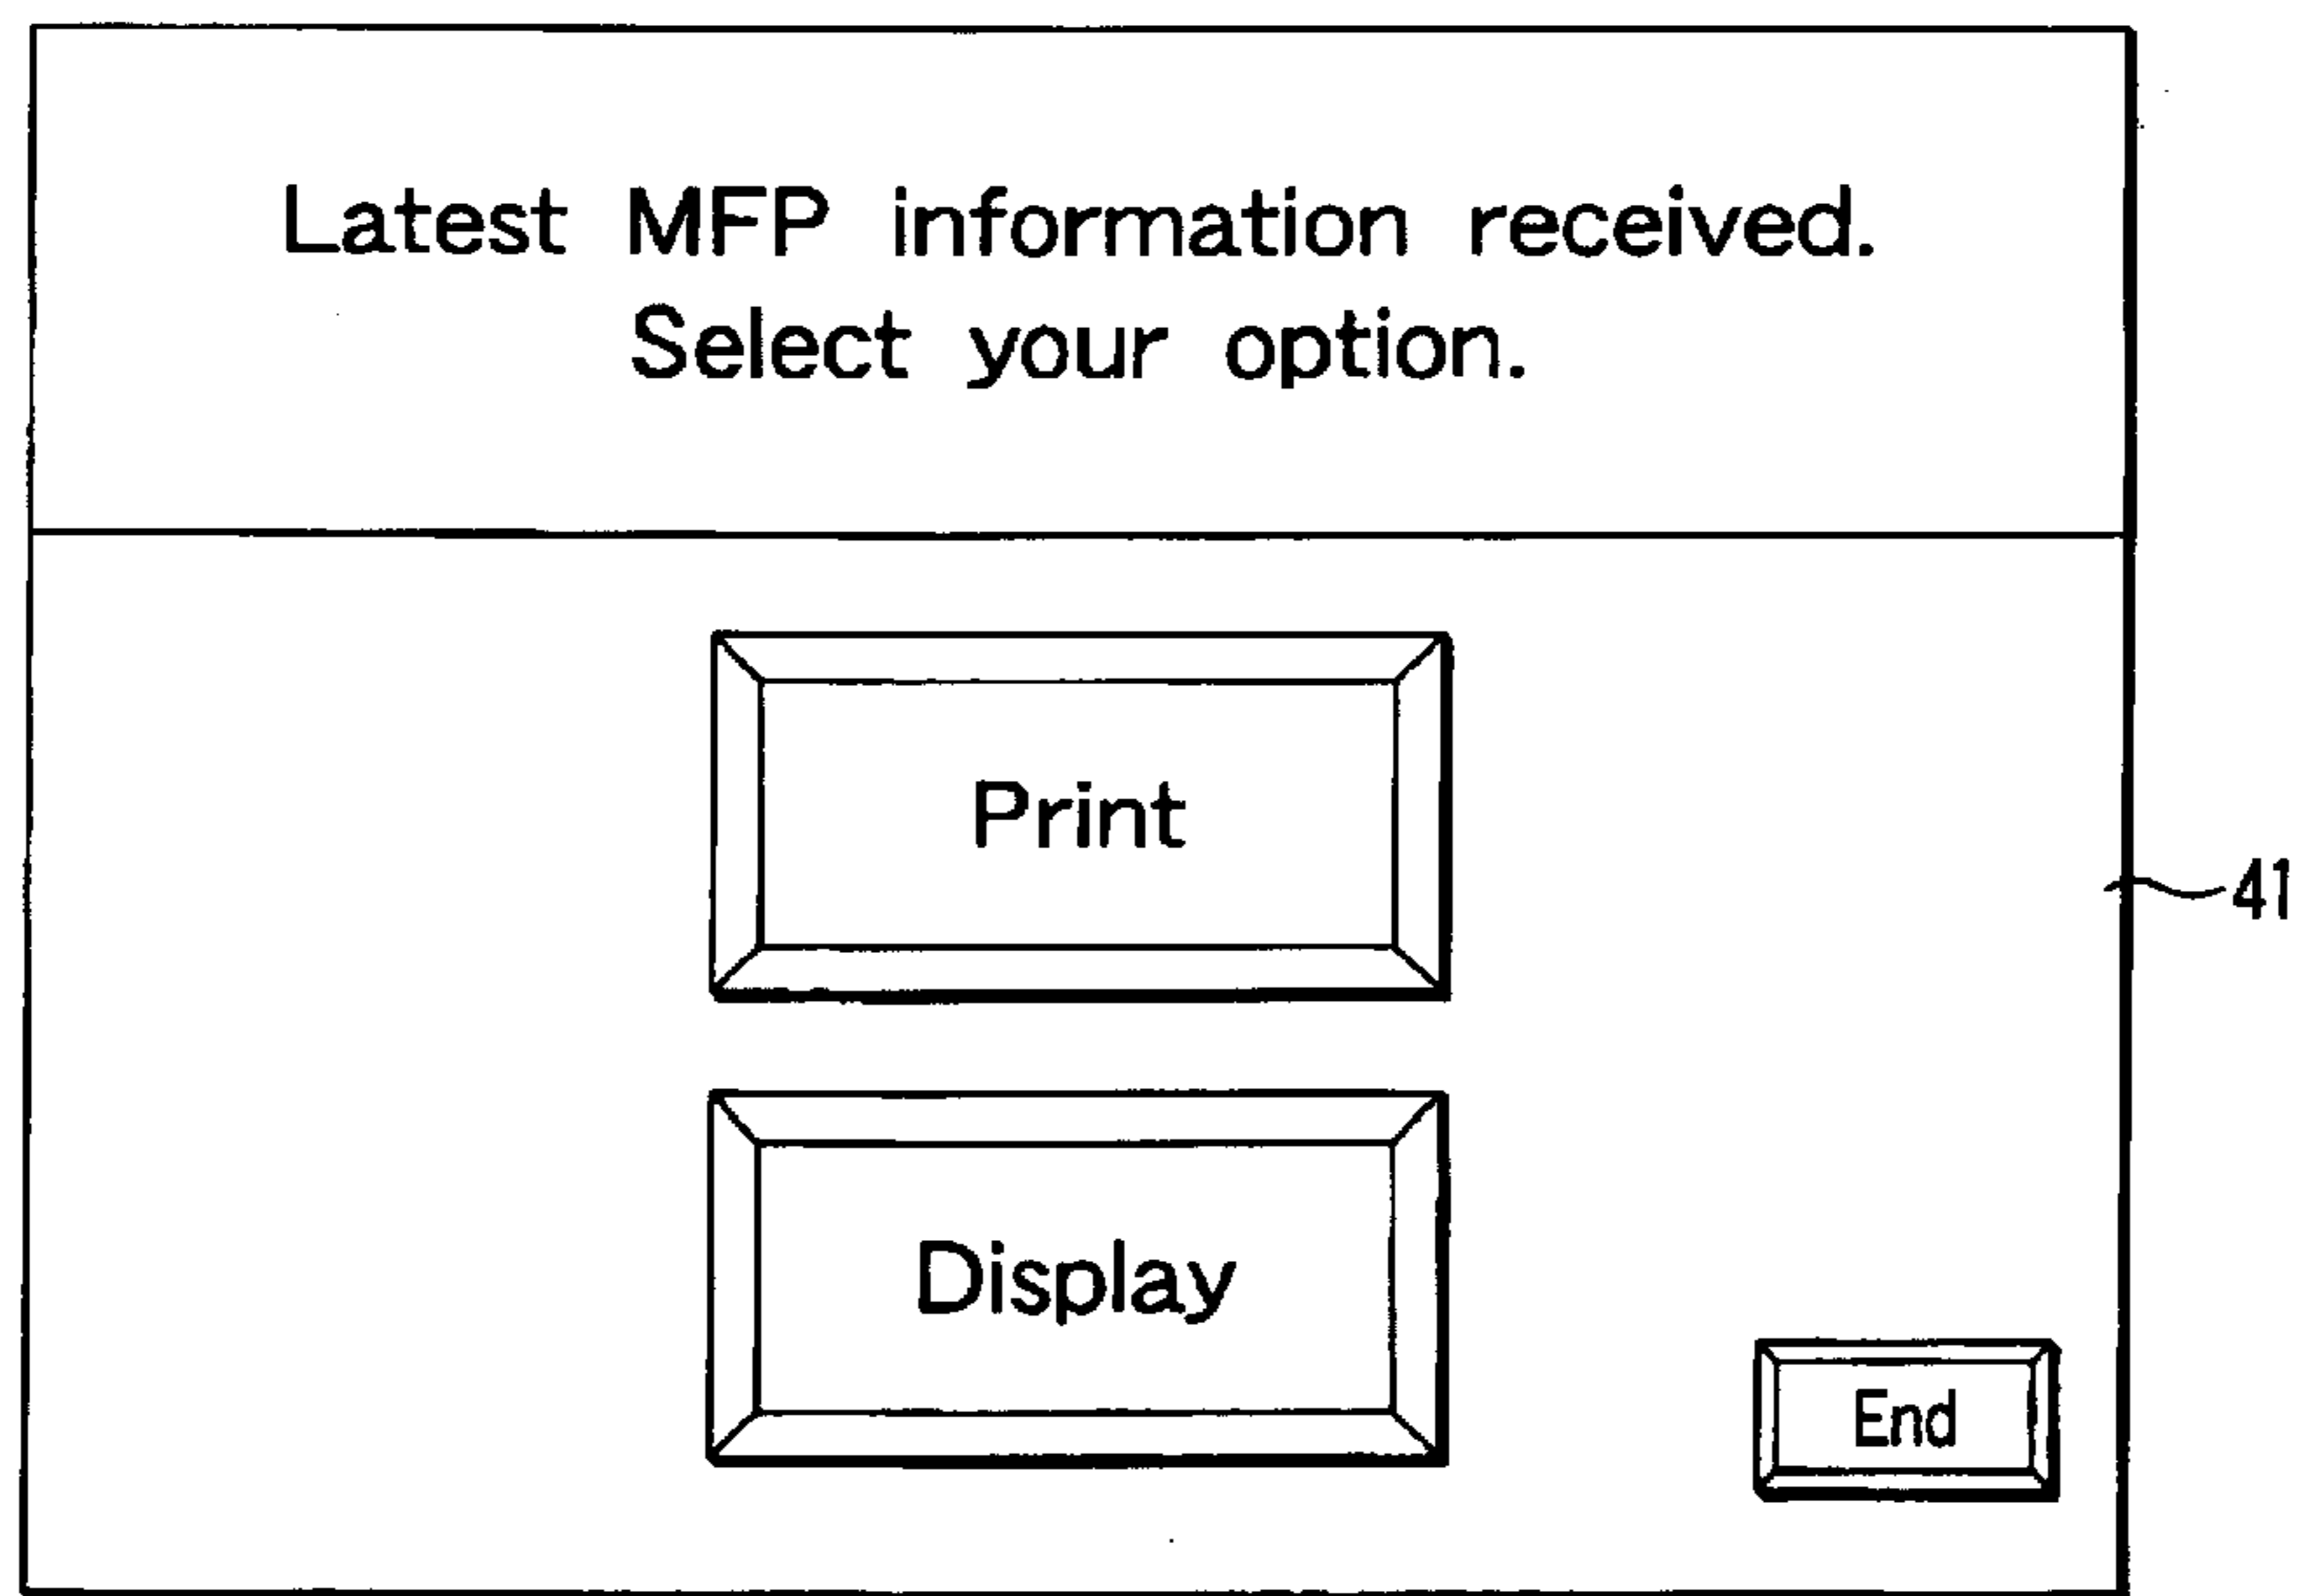 Latest MFP information received.
Select your option.
Print
41
Display
End